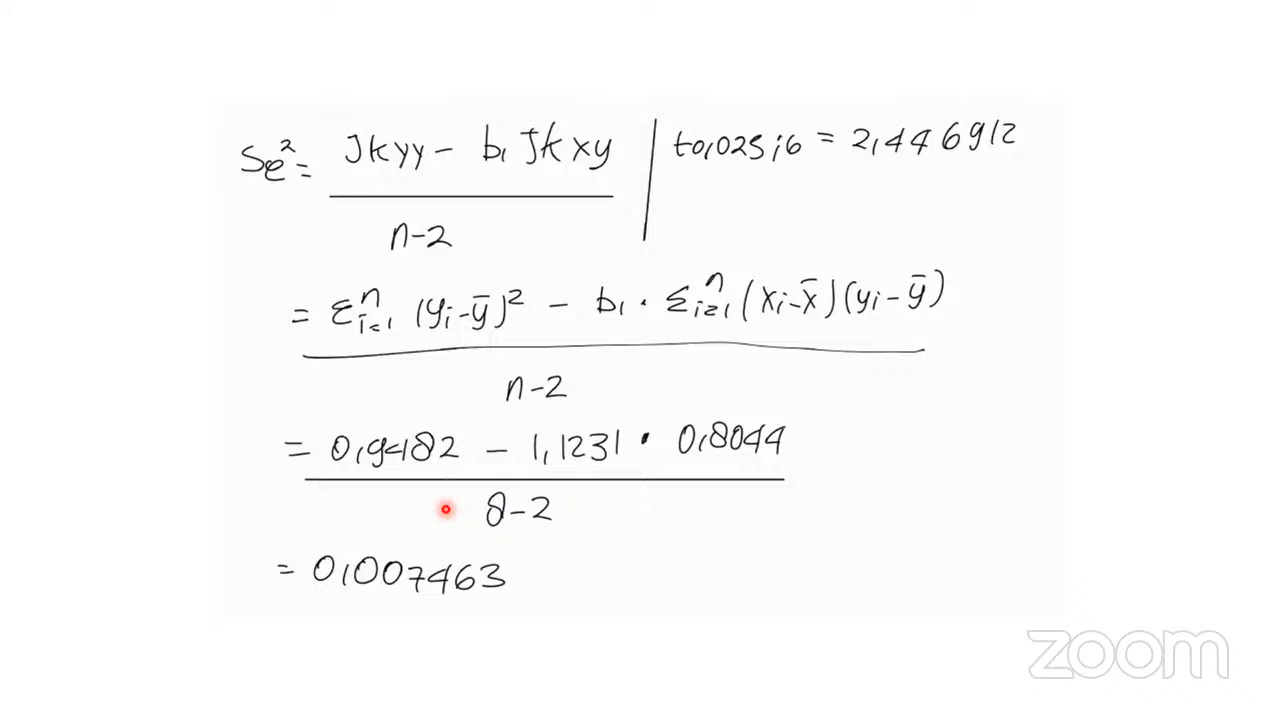 Se² = JKyy - b₁ JKxy / n-2 | t0,025;6 = 2,446912
= Σⁿᵢ₌₁ (yᵢ-ȳ)² - b₁ · Σⁿᵢ₌₁ (xᵢ-x̄)(yᵢ-ȳ)
n-2
= 0,9482 - 1,1231 · 0,8044
8-2
= 0,007463
zoom